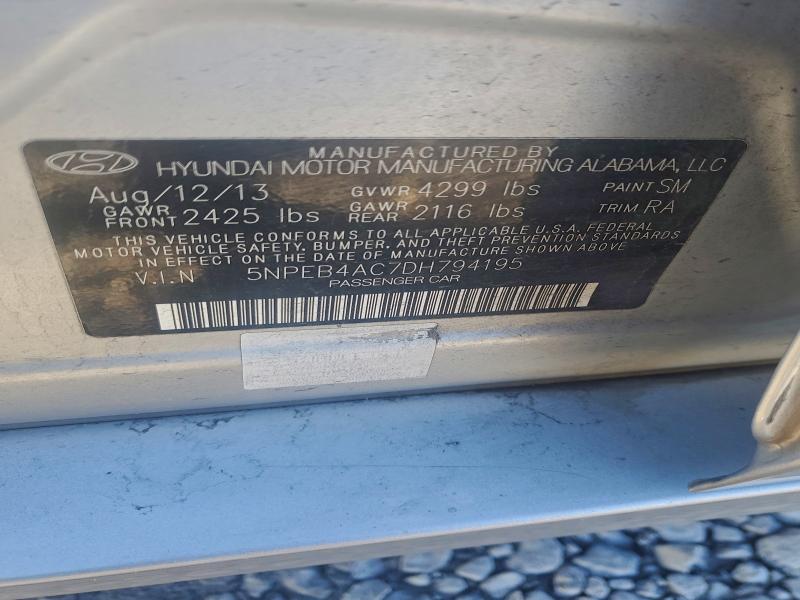 MANUFACTURED BY
HYUNDAI MOTOR MANUFACTURING ALABAMA, LLC
Aug/12/13 GVWR 4299 lbs PAINT SM
GAWR FRONT 2425 lbs GAWR REAR 2116 lbs TRIM RA
THIS VEHICLE CONFORMS TO ALL APPLICABLE U.S.A. FEDERAL
MOTOR VEHICLE SAFETY, BUMPER, AND THEFT PREVENTION STANDARDS
IN EFFECT ON THE DATE OF MANUFACTURE SHOWN ABOVE
V.I.N 5NPEB4AC7DH794195
PASSENGER CAR